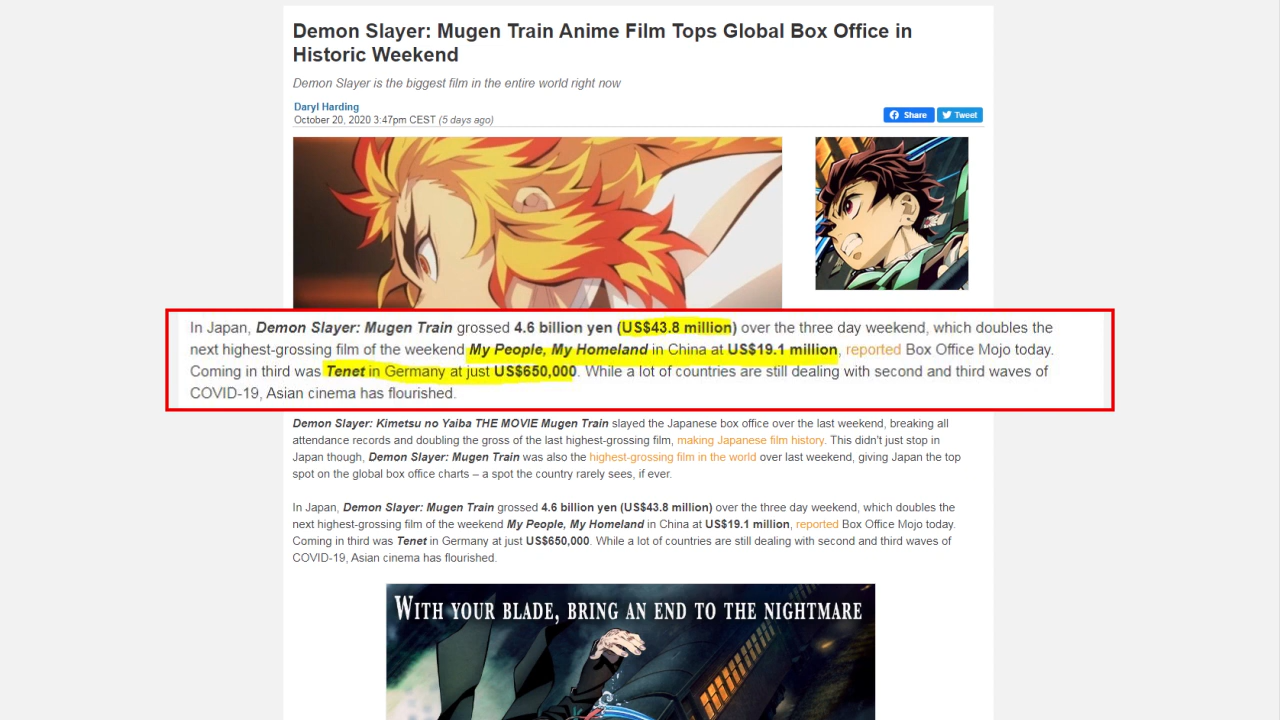 Demon Slayer: Mugen Train Anime Film Tops Global Box Office in
Historic Weekend
Demon Slayer is the biggest film in the entire world right now
Daryl Harding
October 20, 2020 3:47pm CEST (5 days ago)
Share
Tweet
In Japan, Demon Slayer: Mugen Train grossed 4.6 billion yen (US$43.8 million) over the three day weekend, which doubles the
next highest-grossing film of the weekend My People, My Homeland in China at US$19.1 million, reported Box Office Mojo today.
Coming in third was Tenet in Germany at just US$650,000. While a lot of countries are still dealing with second and third waves of
COVID-19, Asian cinema has flourished.
Demon Slayer: Kimetsu no Yaiba THE MOVIE Mugen Train slayed the Japanese box office over the last weekend, breaking all
attendance records and doubling the gross of the last highest-grossing film, making Japanese film history. This didn't just stop in
Japan though, Demon Slayer: Mugen Train was also the highest-grossing film in the world over last weekend, giving Japan the top
spot on the global box office charts – a spot the country rarely sees, if ever.
In Japan, Demon Slayer: Mugen Train grossed 4.6 billion yen (US$43.8 million) over the three day weekend, which doubles the
next highest-grossing film of the weekend My People, My Homeland in China at US$19.1 million, reported Box Office Mojo today.
Coming in third was Tenet in Germany at just US$650,000. While a lot of countries are still dealing with second and third waves of
COVID-19, Asian cinema has flourished.
WITH YOUR BLADE, BRING AN END TO THE NIGHTMARE